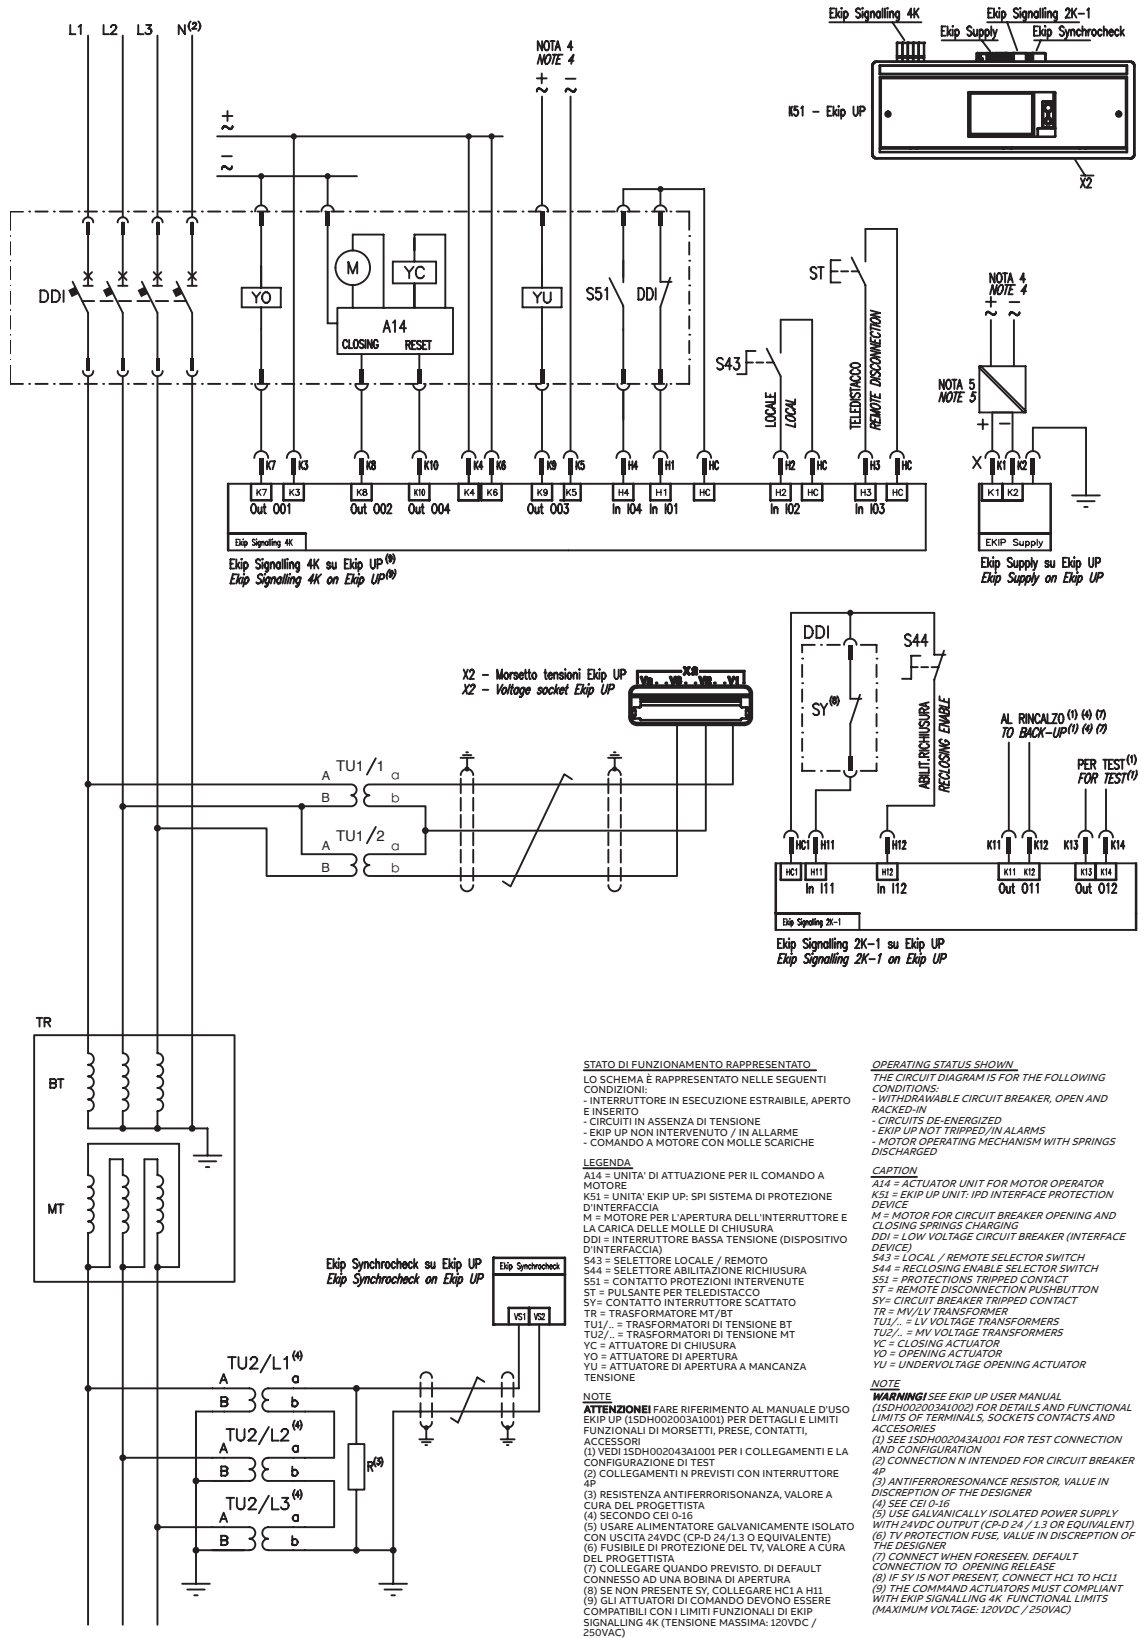 L1 L2 L3 N(2)
NOTA 4
NOTE 4
+ −
~ ~
+
~
−
~
Ekip Signalling 4K
Ekip Signalling 2K-1
Ekip Supply
Ekip Synchrocheck
K51 – Ekip UP
X2
DDI
YO
M
YC
A14
CLOSING RESET
YU
S51
DDI
S43
LOCALE
LOCAL
ST
TELEDISTACCO
REMOTE DISCONNECTION
NOTA 4
NOTE 4
+ −
~ ~
NOTA 5
NOTE 5
+ −
X K1 K2
K1 K2
EKIP Supply
Ekip Supply su Ekip UP
Ekip Supply on Ekip UP
K7 K3 K8 K10 K4 K6 K9 K5 H4 H1 HC H2 HC H3 HC
K7 K3 K8 K10 K4 K6 K9 K5 H4 H1 HC H2 HC H3 HC
Out O01 Out O02 Out O04 Out O03 In I04 In I01 In I02 In I03
Ekip Signalling 4K
Ekip Signalling 4K su Ekip UP(9)
Ekip Signalling 4K on Ekip UP(9)
X2 – Morsetto tensioni Ekip UP
X2 – Voltage socket Ekip UP
X2
TU1/1
A a
B b
TU1/2
A a
B b
DDI
SY(8)
S44
ABILIT.RICHIUSURA
RECLOSING ENABLE
AL RINCALZO(1) (4) (7)
TO BACK-UP(1) (4) (7)
PER TEST(1)
FOR TEST(1)
HC1 H11 H12 K11 K12 K13 K14
HC1 H11 H12 K11 K12 K13 K14
In I11 In I12 Out O11 Out O12
Ekip Signalling 2K-1
Ekip Signalling 2K-1 su Ekip UP
Ekip Signalling 2K-1 on Ekip UP
TR
BT
MT
Ekip Synchrocheck su Ekip UP
Ekip Synchrocheck on Ekip UP
Ekip Synchrocheck
VS1 VS2
TU2/L1(4)
A a
B b
TU2/L2(4)
A a
B b
TU2/L3(4)
A a
B b
R(3)
STATO DI FUNZIONAMENTO RAPPRESENTATO
LO SCHEMA È RAPPRESENTATO NELLE SEGUENTI
CONDIZIONI:
- INTERRUTTORE IN ESECUZIONE ESTRAIBILE, APERTO
E INSERITO
- CIRCUITI IN ASSENZA DI TENSIONE
- EKIP UP NON INTERVENUTO / IN ALLARME
- COMANDO A MOTORE CON MOLLE SCARICHE
LEGENDA
A14 = UNITA' DI ATTUAZIONE PER IL COMANDO A
MOTORE
K51 = UNITA' EKIP UP: SPI SISTEMA DI PROTEZIONE
D'INTERFACCIA
M = MOTORE PER L'APERTURA DELL'INTERRUTTORE E
LA CARICA DELLE MOLLE DI CHIUSURA
DDI = INTERRUTTORE BASSA TENSIONE (DISPOSITIVO
D'INTERFACCIA)
S43 = SELETTORE LOCALE / REMOTO
S44 = SELETTORE ABILITAZIONE RICHIUSURA
S51 = CONTATTO PROTEZIONI INTERVENUTE
ST = PULSANTE PER TELEDISTACCO
SY= CONTATTO INTERRUTTORE SCATTATO
TR = TRASFORMATORE MT/BT
TU1/.. = TRASFORMATORI DI TENSIONE BT
TU2/.. = TRASFORMATORI DI TENSIONE MT
YC = ATTUATORE DI CHIUSURA
YO = ATTUATORE DI APERTURA
YU = ATTUATORE DI APERTURA A MANCANZA
TENSIONE
NOTE
ATTENZIONE! FARE RIFERIMENTO AL MANUALE D'USO
EKIP UP (1SDH002003A1001) PER DETTAGLI E LIMITI
FUNZIONALI DI MORSETTI, PRESE, CONTATTI,
ACCESSORI
(1) VEDI 1SDH002043A1001 PER I COLLEGAMENTI E LA
CONFIGURAZIONE DI TEST
(2) COLLEGAMENTI N PREVISTI CON INTERRUTTORE
4P
(3) RESISTENZA ANTIFERRORISONANZA, VALORE A
CURA DEL PROGETTISTA
(4) SECONDO CEI 0-16
(5) USARE ALIMENTATORE GALVANICAMENTE ISOLATO
CON USCITA 24VDC (CP-D 24/1.3 O EQUIVALENTE)
(6) FUSIBILE DI PROTEZIONE DEL TV, VALORE A CURA
DEL PROGETTISTA
(7) COLLEGARE QUANDO PREVISTO. DI DEFAULT
CONNESSO AD UNA BOBINA DI APERTURA
(8) SE NON PRESENTE SY, COLLEGARE HC1 A H11
(9) GLI ATTUATORI DI COMANDO DEVONO ESSERE
COMPATIBILI CON I LIMITI FUNZIONALI DI EKIP
SIGNALLING 4K (TENSIONE MASSIMA: 120VDC /
250VAC)
OPERATING STATUS SHOWN
THE CIRCUIT DIAGRAM IS FOR THE FOLLOWING
CONDITIONS:
- WITHDRAWABLE CIRCUIT BREAKER, OPEN AND
RACKED-IN
- CIRCUITS DE-ENERGIZED
- EKIP UP NOT TRIPPED/IN ALARMS
- MOTOR OPERATING MECHANISM WITH SPRINGS
DISCHARGED
CAPTION
A14 = ACTUATOR UNIT FOR MOTOR OPERATOR
K51 = EKIP UP UNIT: IPD INTERFACE PROTECTION
DEVICE
M = MOTOR FOR CIRCUIT BREAKER OPENING AND
CLOSING SPRINGS CHARGING
DDI = LOW VOLTAGE CIRCUIT BREAKER (INTERFACE
DEVICE)
S43 = LOCAL / REMOTE SELECTOR SWITCH
S44 = RECLOSING ENABLE SELECTOR SWITCH
S51 = PROTECTIONS TRIPPED CONTACT
ST = REMOTE DISCONNECTION PUSHBUTTON
SY= CIRCUIT BREAKER TRIPPED CONTACT
TR = MV/LV TRANSFORMER
TU1/.. = LV VOLTAGE TRANSFORMERS
TU2/.. = MV VOLTAGE TRANSFORMERS
YC = CLOSING ACTUATOR
YO = OPENING ACTUATOR
YU = UNDERVOLTAGE OPENING ACTUATOR
NOTE
WARNING! SEE EKIP UP USER MANUAL
(1SDH002003A1002) FOR DETAILS AND FUNCTIONAL
LIMITS OF TERMINALS, SOCKETS CONTACTS AND
ACCESORIES
(1) SEE 1SDH002043A1001 FOR TEST CONNECTION
AND CONFIGURATION
(2) CONNECTION N INTENDED FOR CIRCUIT BREAKER
4P
(3) ANTIFERRORESONANCE RESISTOR, VALUE IN
DISCREPTION OF THE DESIGNER
(4) SEE CEI 0-16
(5) USE GALVANICALLY ISOLATED POWER SUPPLY
WITH 24VDC OUTPUT (CP-D 24 / 1.3 OR EQUIVALENT)
(6) TV PROTECTION FUSE, VALUE IN DISCREPTION OF
THE DESIGNER
(7) CONNECT WHEN FORESEEN. DEFAULT
CONNECTION TO OPENING RELEASE
(8) IF SY IS NOT PRESENT, CONNECT HC1 TO HC11
(9) THE COMMAND ACTUATORS MUST COMPLIANT
WITH EKIP SIGNALLING 4K FUNCTIONAL LIMITS
(MAXIMUM VOLTAGE: 120VDC / 250VAC)